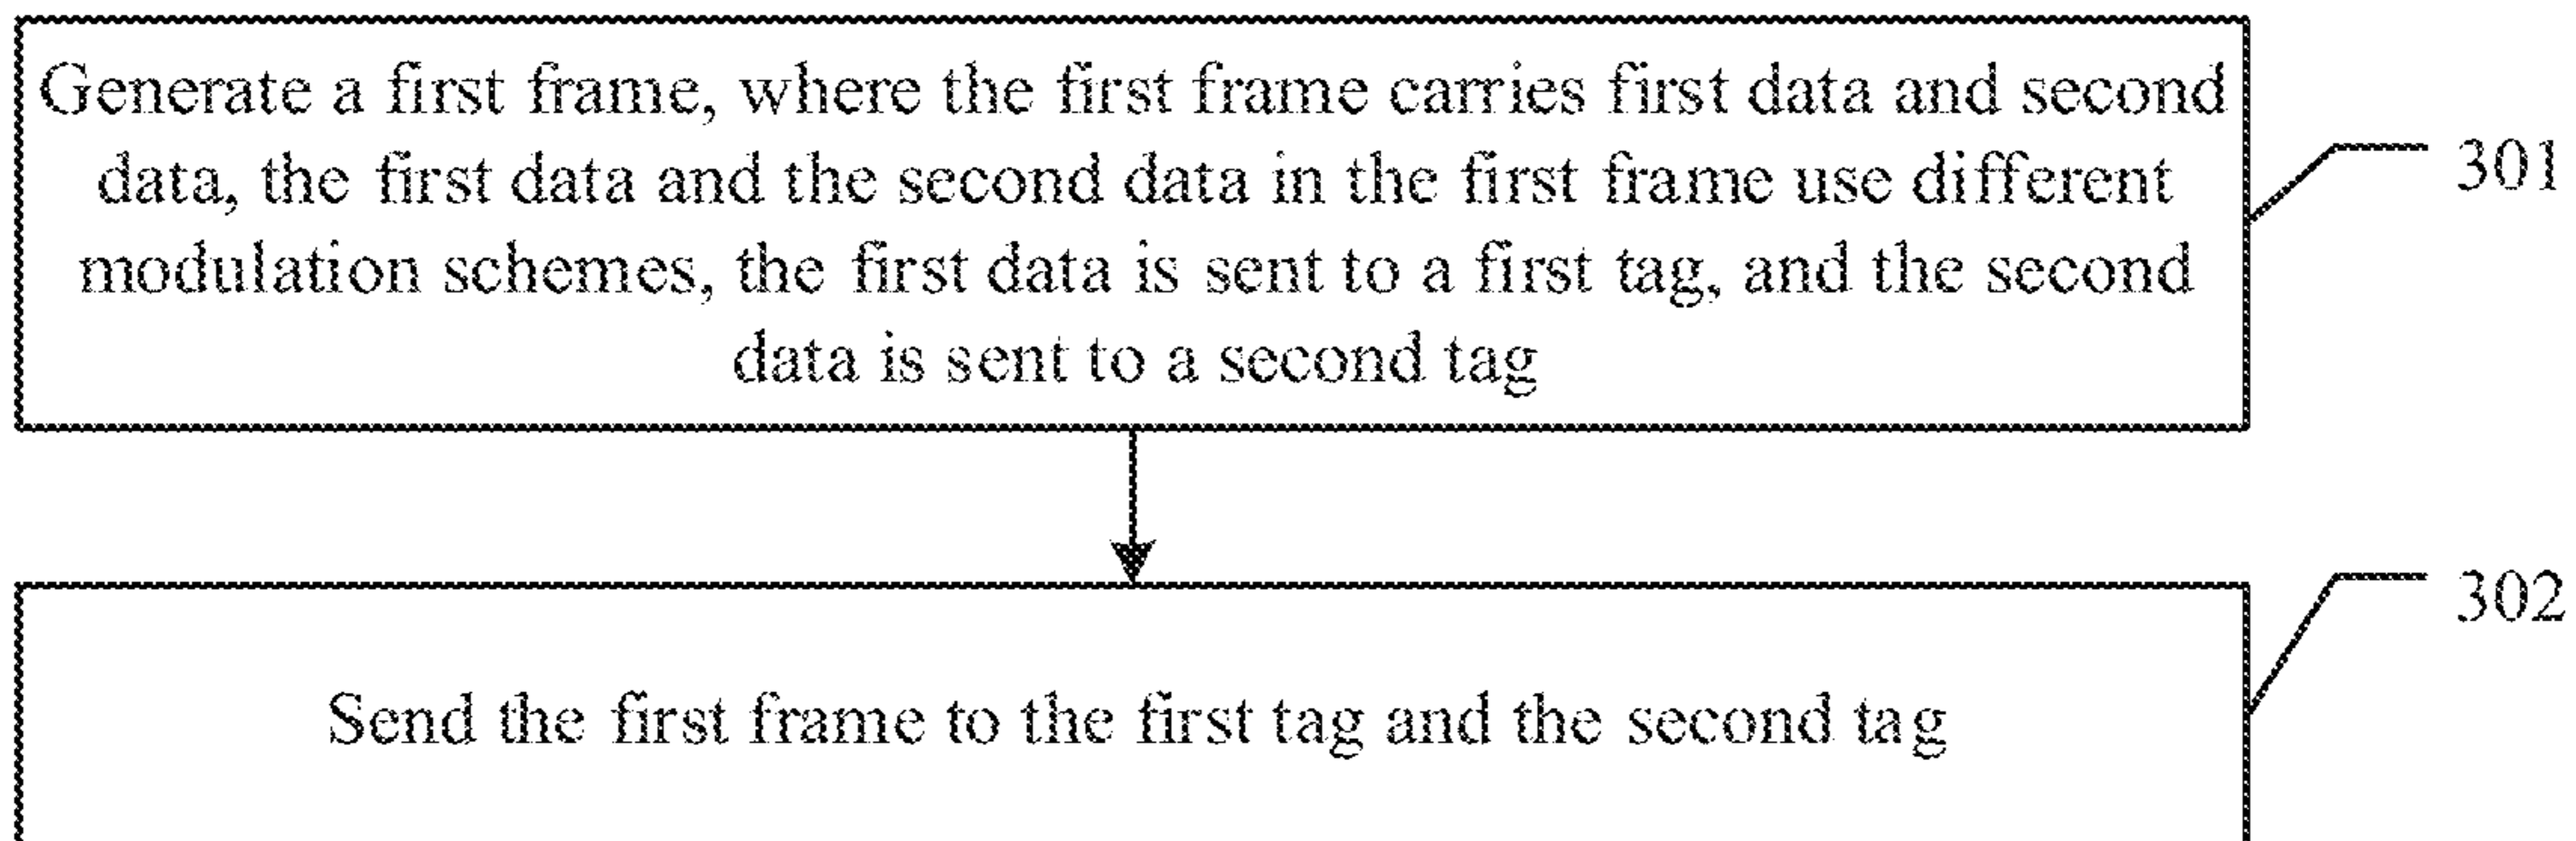 Generate a first frame, where the first frame carries first data and second
data, the first data and the second data in the first frame use different
modulation schemes, the first data is sent to a first tag, and the second
data is sent to a second tag
301
Send the first frame to the first tag and the second tag
302